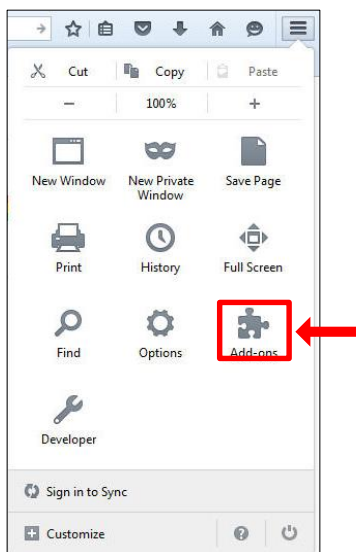 Cut Copy Paste
− 100% +
New Window New Private Save Page
Window
Print History Full Screen
Find Options Add-ons
Developer
Sign in to Sync
Customize